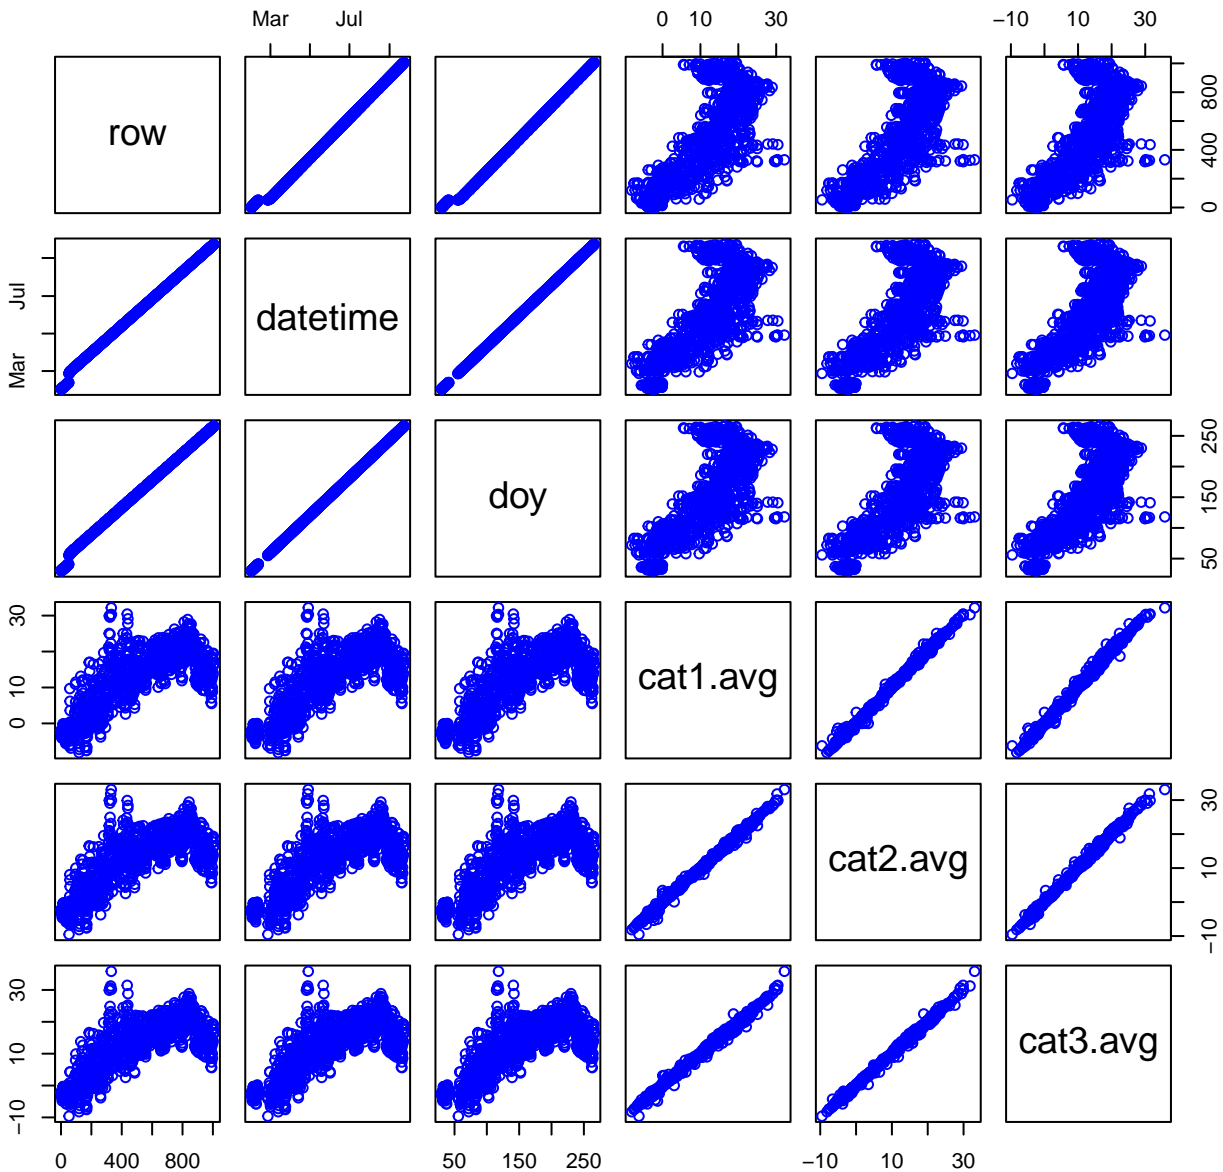 Mar Jul 0 10 30 −10 10 30
row 0 400 800
Mar Jul datetime
doy 50 150 250
0 10 30 cat1.avg
cat2.avg −10 10 30
−10 10 30 cat3.avg
0 400 800 50 150 250 −10 10 30